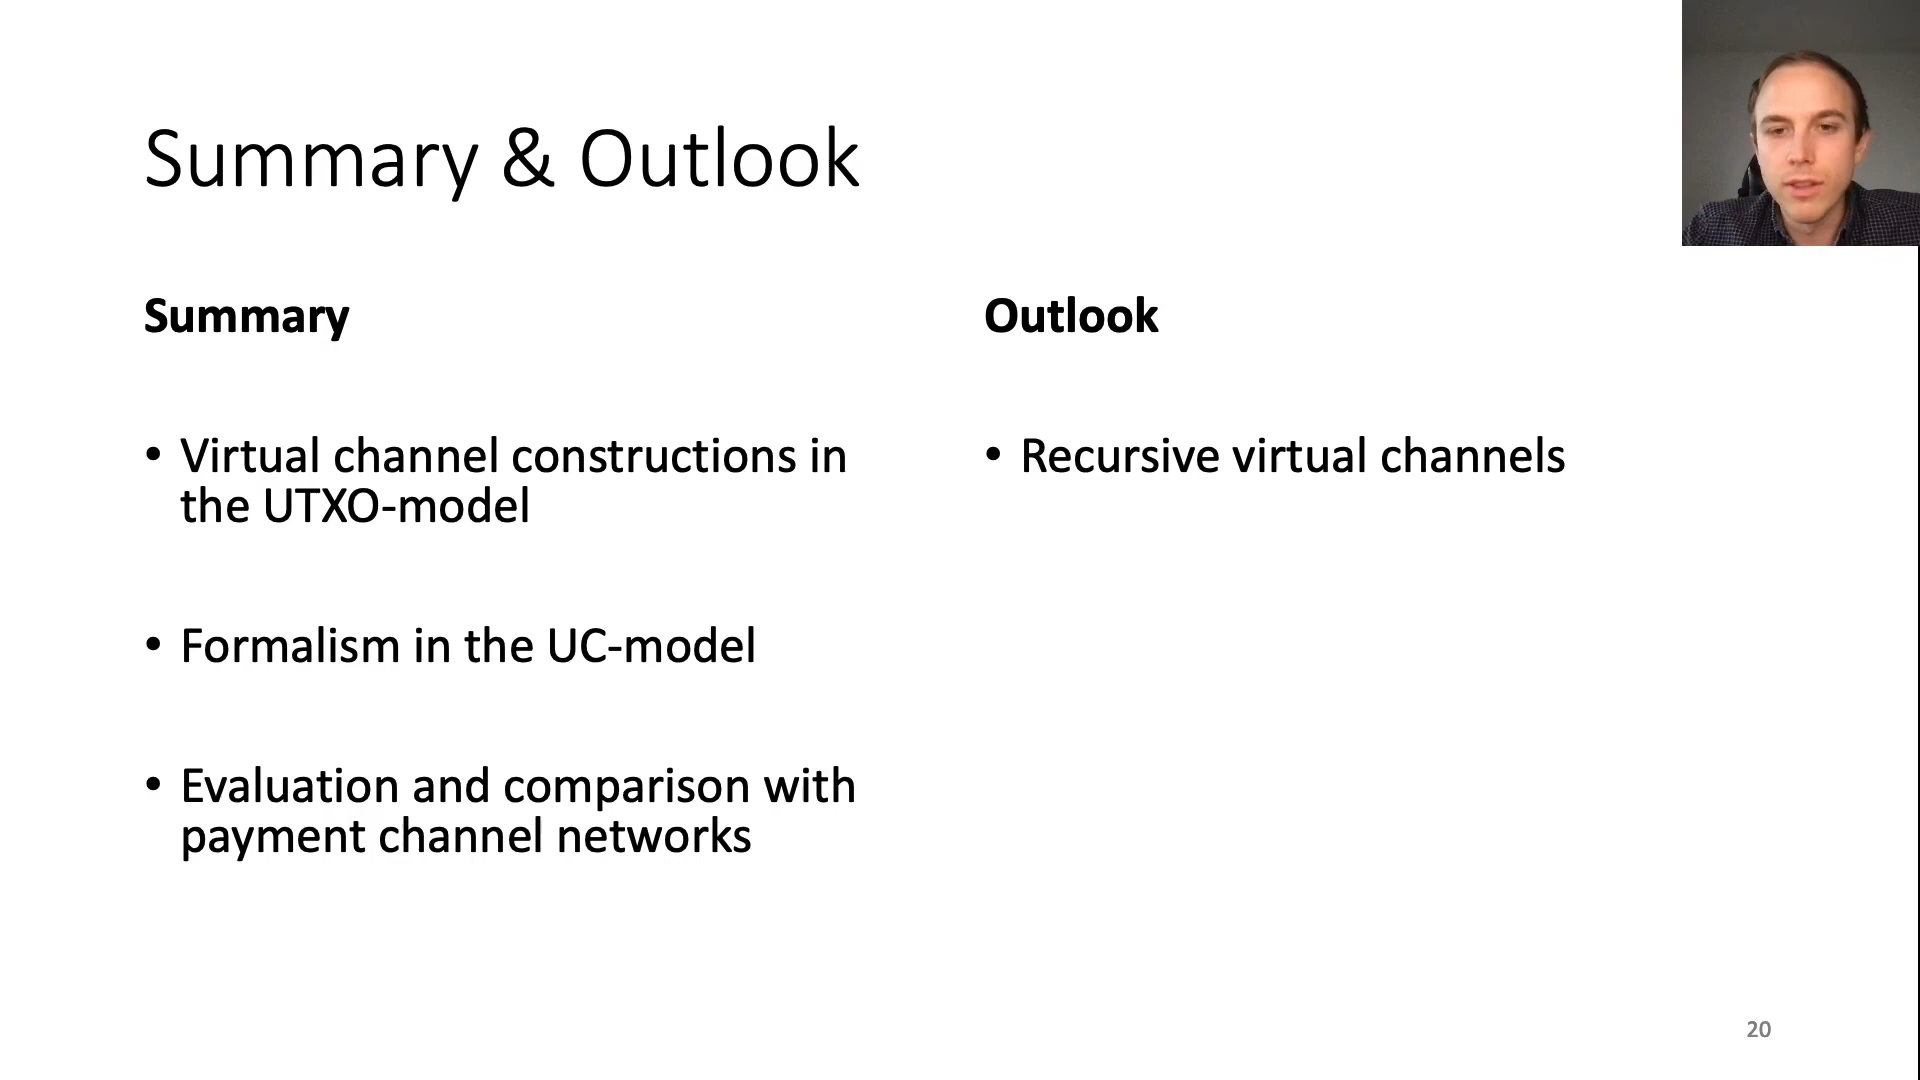 Summary & Outlook
Summary
• Virtual channel constructions in
the UTXO-model
• Formalism in the UC-model
• Evaluation and comparison with
payment channel networks
Outlook
• Recursive virtual channels
20